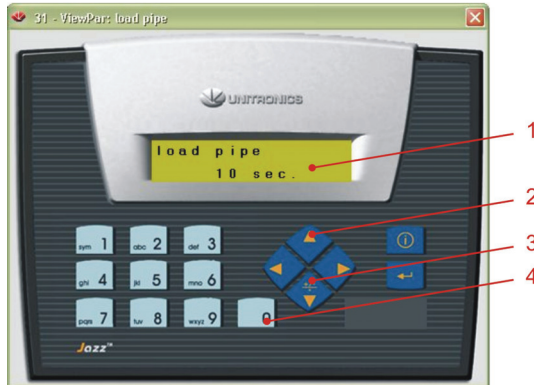 31 - ViewPar: load pipe
UNITRONICS
load pipe
10 sec.
1
2
3
4
sym 1 abc 2 def 3
ghi 4 jkl 5 mno 6
pqrs 7 tuv 8 wxyz 9 0
+/-
Jazz™